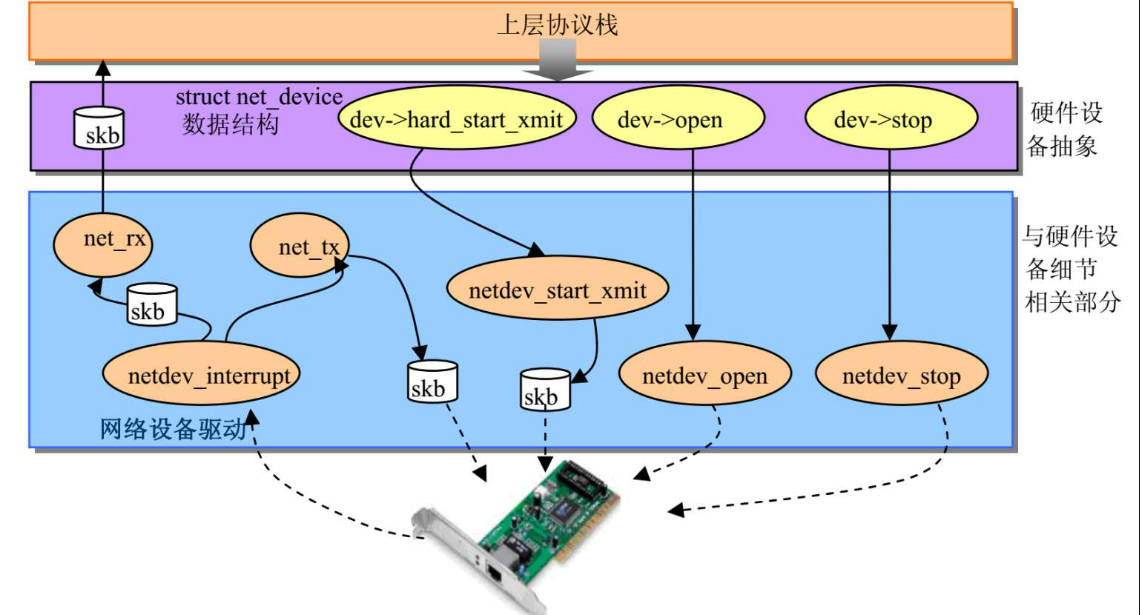 上层协议栈
struct net_device
数据结构
dev->hard_start_xmit
dev->open
dev->stop
硬件设
备抽象
skb
net_rx
net_tx
与硬件设
备细节
相关部分
netdev_start_xmit
skb
netdev_interrupt
skb
skb
netdev_open
netdev_stop
网络设备驱动